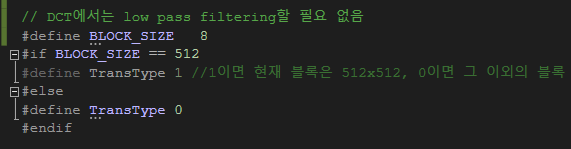 // DCT에서는 low pass filtering할 필요 없음
#define BLOCK_SIZE   8
#if BLOCK_SIZE == 512
#define TransType 1 //1이면 현재 블록은 512x512, 0이면 그 이외의 블록
#else
#define TransType 0
#endif